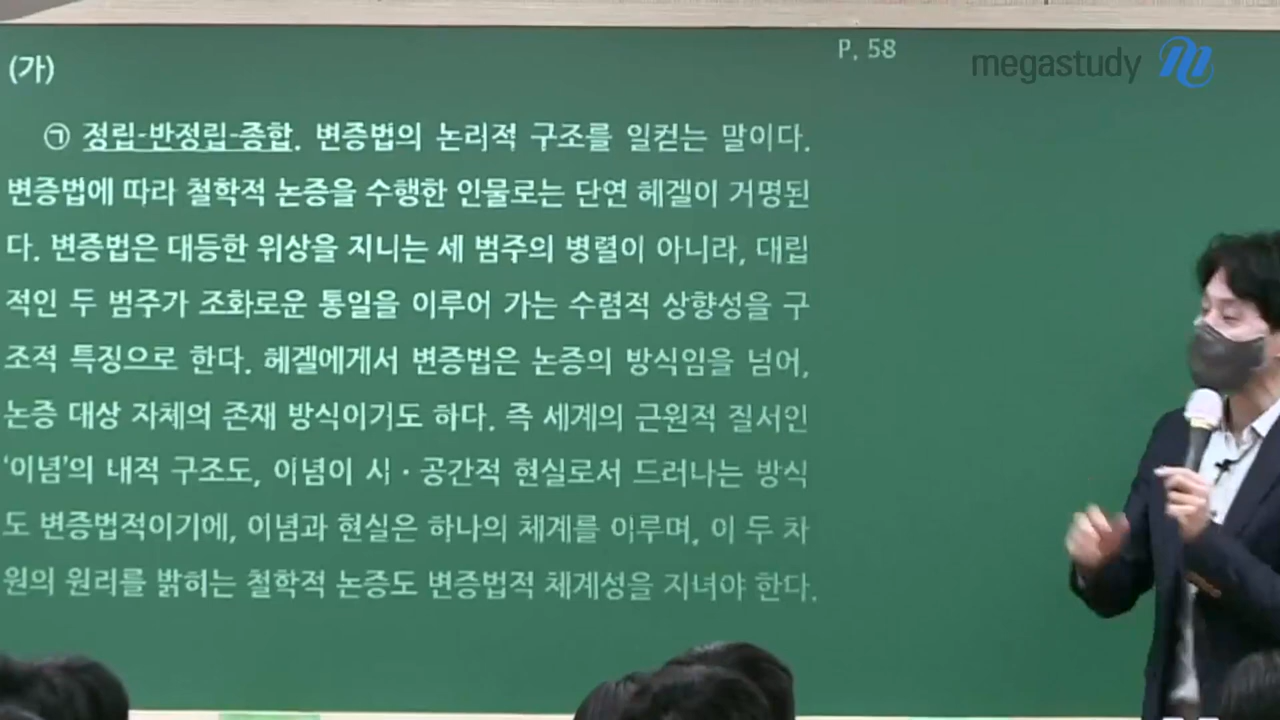 P. 58
megastudy
(가)
㉠ 정립-반정립-종합. 변증법의 논리적 구조를 일컫는 말이다.
변증법에 따라 철학적 논증을 수행한 인물로는 단연 헤겔이 거명된
다. 변증법은 대등한 위상을 지니는 세 범주의 병렬이 아니라, 대립
적인 두 범주가 조화로운 통일을 이루어 가는 수렴적 상향성을 구
조적 특징으로 한다. 헤겔에게서 변증법은 논증의 방식임을 넘어,
논증 대상 자체의 존재 방식이기도 하다. 즉 세계의 근원적 질서인
'이념'의 내적 구조도, 이념이 시·공간적 현실로서 드러나는 방식
도 변증법적이기에, 이념과 현실은 하나의 체계를 이루며, 이 두 차
원의 원리를 밝히는 철학적 논증도 변증법적 체계성을 지녀야 한다.